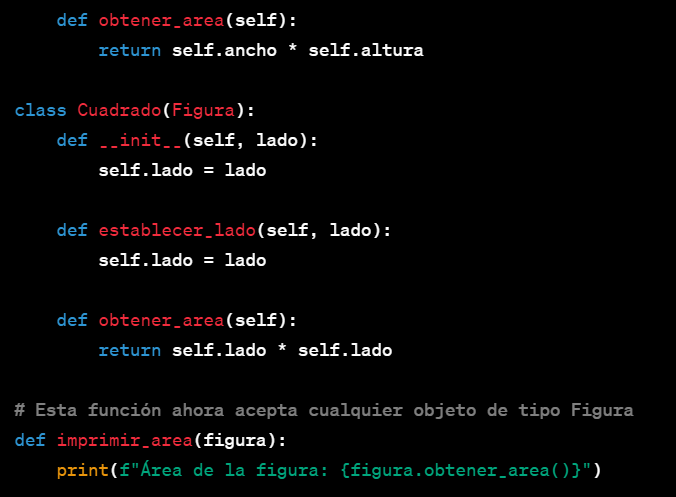 def obtener_area(self):
        return self.ancho * self.altura

class Cuadrado(Figura):
    def __init__(self, lado):
        self.lado = lado

    def establecer_lado(self, lado):
        self.lado = lado

    def obtener_area(self):
        return self.lado * self.lado

# Esta función ahora acepta cualquier objeto de tipo Figura
def imprimir_area(figura):
    print(f"Área de la figura: {figura.obtener_area()}")